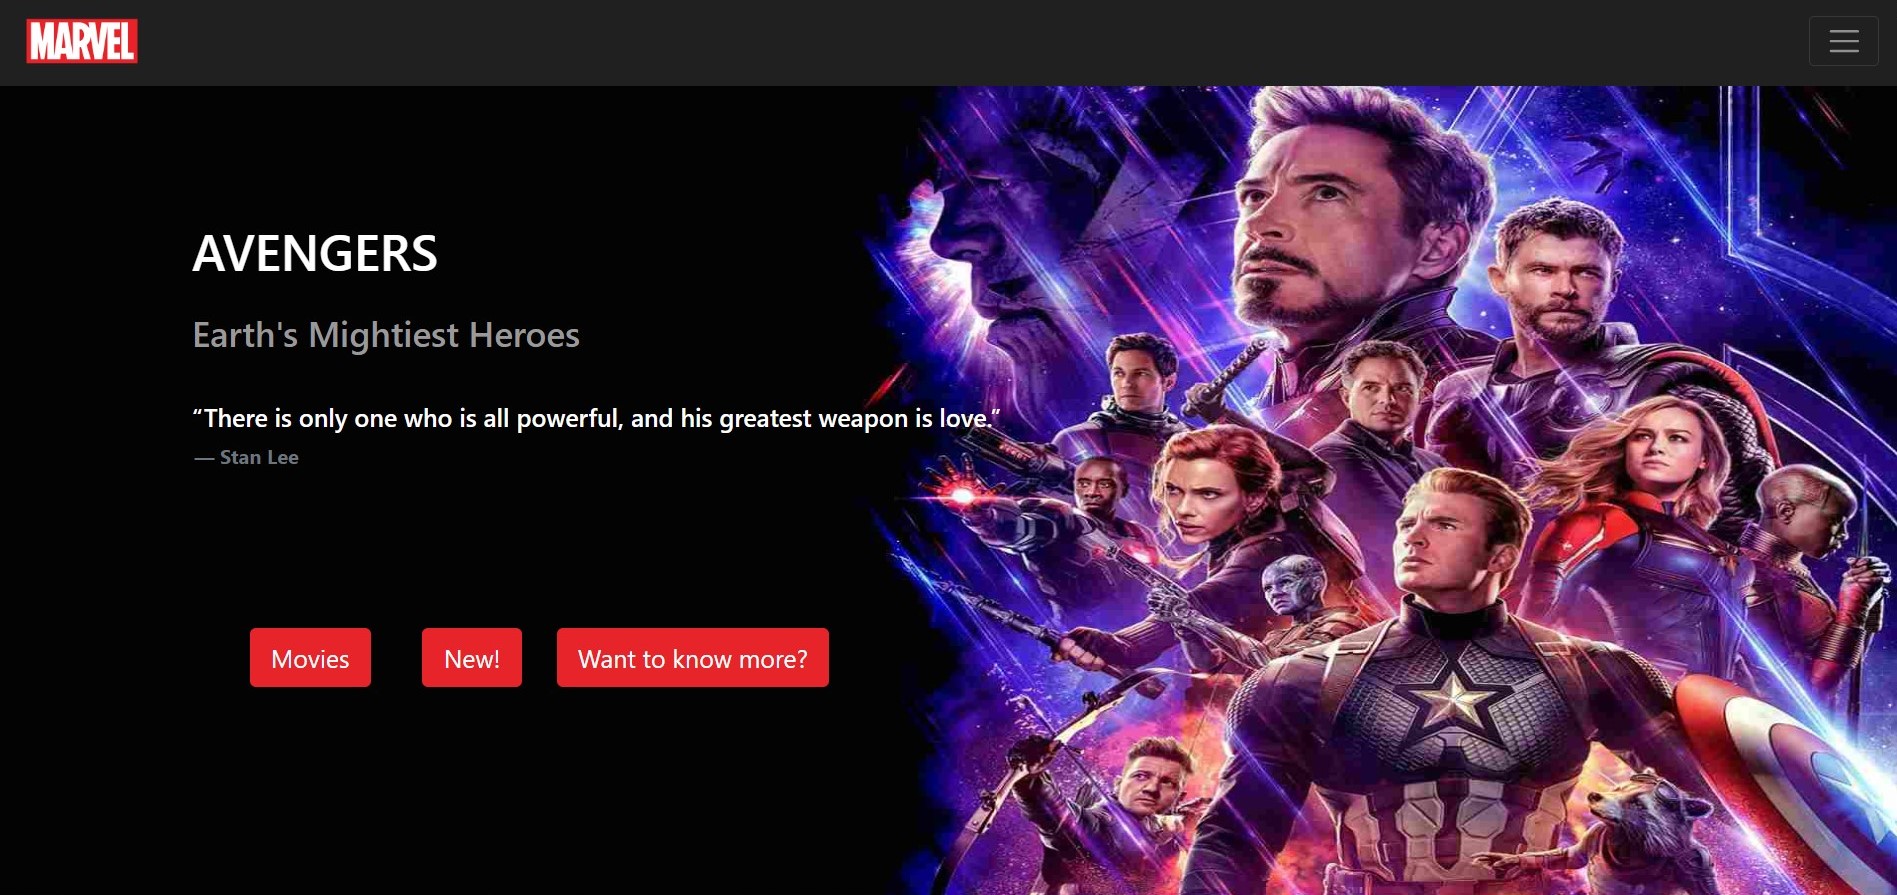 MARVEL
AVENGERS
Earth's Mightiest Heroes
“There is only one who is all powerful, and his greatest weapon is love.”
— Stan Lee
Movies
New!
Want to know more?